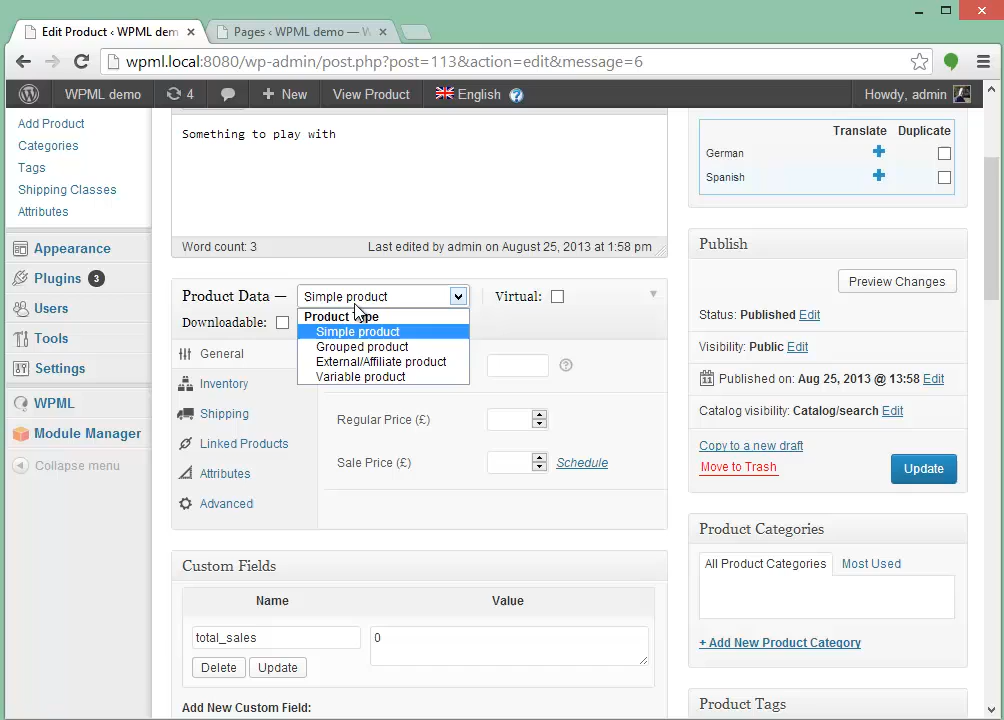 Edit Product ‹ WPML dem
Pages ‹ WPML demo — W
wpml.local:8080/wp-admin/post.php?post=113&action=edit&message=6
WPML demo
4
New
View Product
English
Howdy, admin
Add Product
Categories
Tags
Shipping Classes
Attributes
Appearance
Plugins 3
Users
Tools
Settings
WPML
Module Manager
Collapse menu
Something to play with
Word count: 3
Last edited by admin on August 25, 2013 at 1:58 pm
Product Data —
Simple product
Virtual:
Downloadable:
Product Type
Simple product
Grouped product
External/Affiliate product
Variable product
General
Inventory
Shipping
Linked Products
Attributes
Advanced
Regular Price (£)
Sale Price (£)
Schedule
Custom Fields
Name
Value
total_sales
0
Delete
Update
Add New Custom Field:
Translate
Duplicate
German
Spanish
Publish
Preview Changes
Status: Published Edit
Visibility: Public Edit
Published on: Aug 25, 2013 @ 13:58 Edit
Catalog visibility: Catalog/search Edit
Copy to a new draft
Move to Trash
Update
Product Categories
All Product Categories
Most Used
+ Add New Product Category
Product Tags